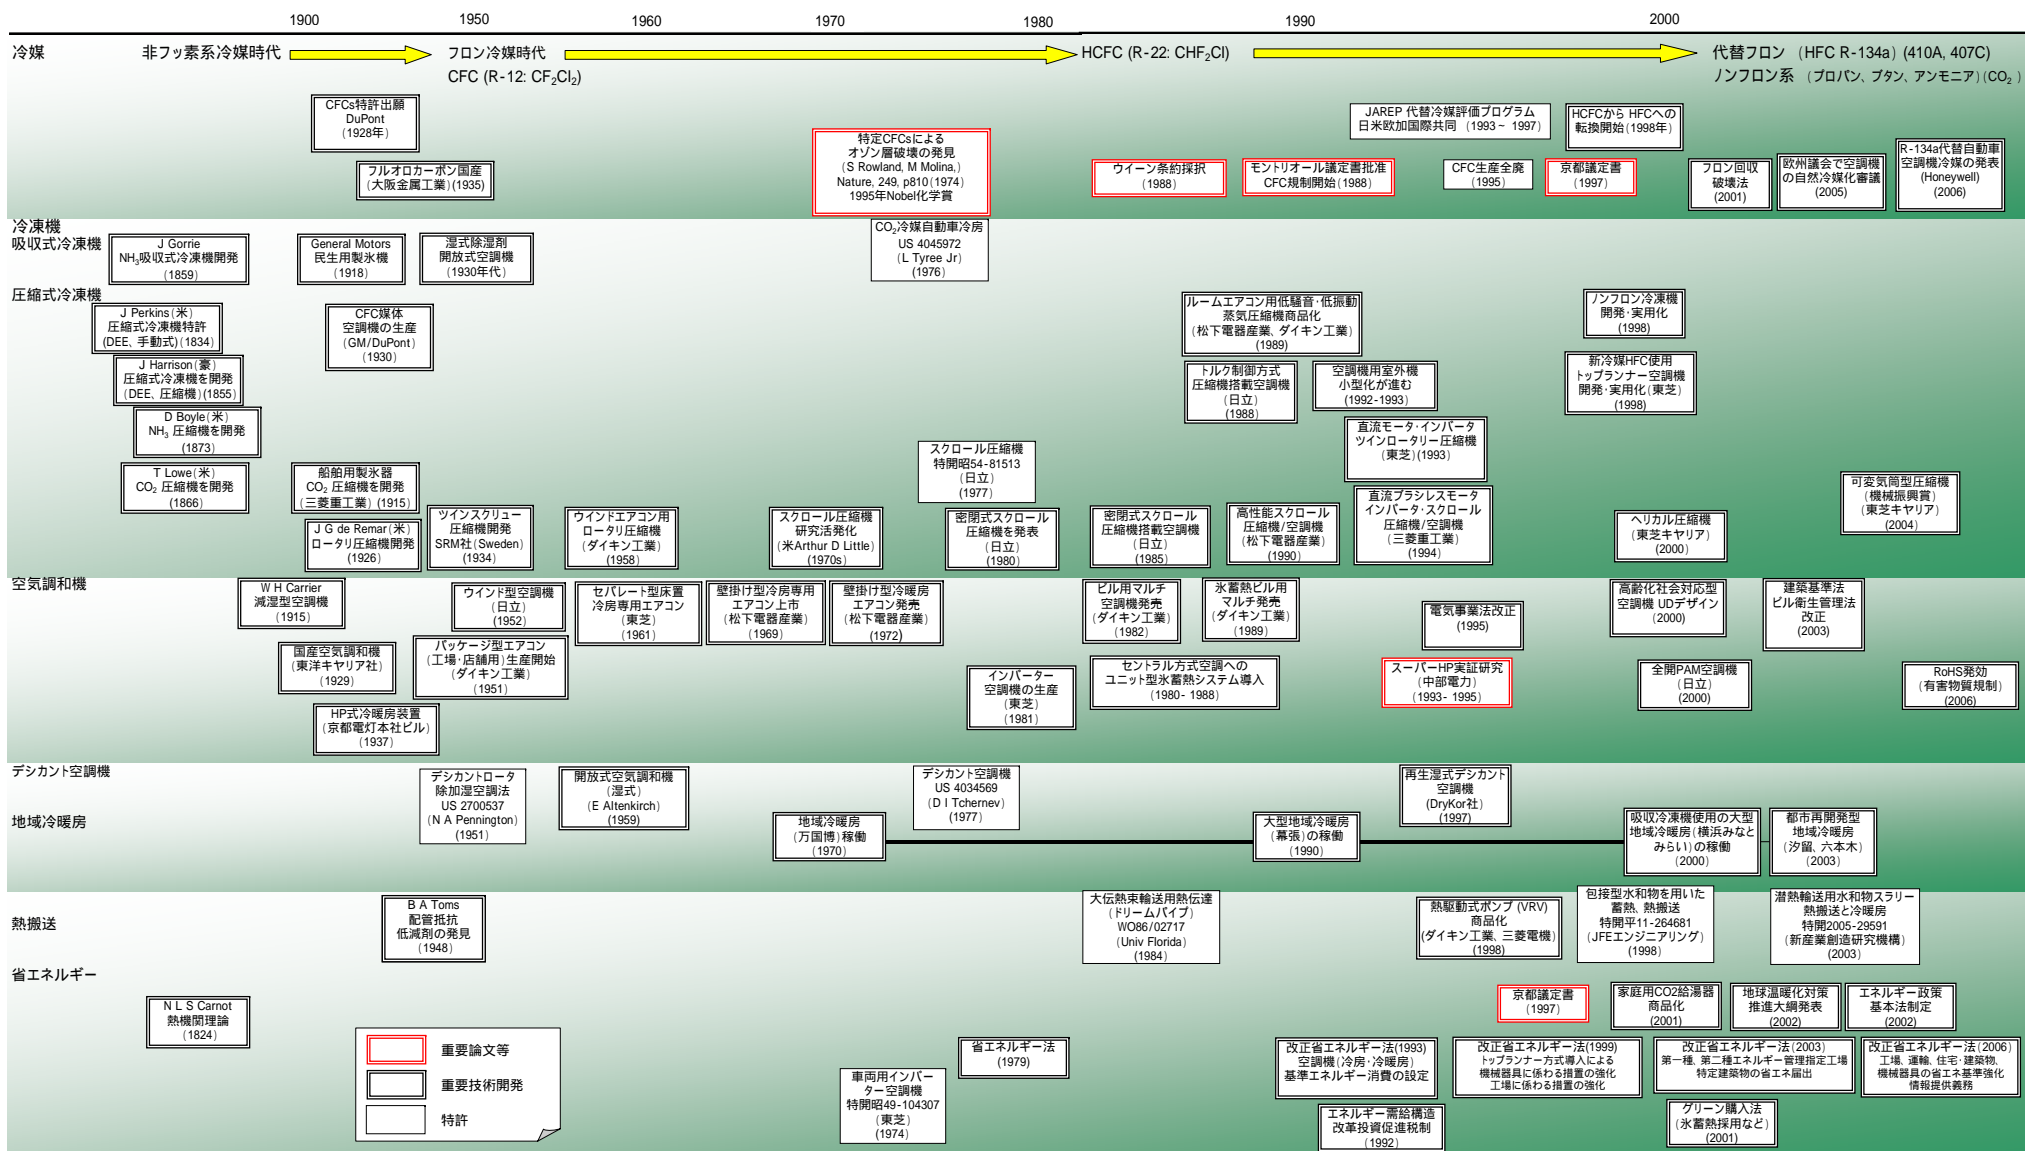 1900
1950
1960
1970
1980
1990
2000
冷媒
非フッ素系冷媒時代
フロン冷媒時代
CFC (R-12: CF₂Cl₂)
HCFC (R-22: CHF₂Cl)
代替フロン (HFC R-134a) (410A, 407C)
ノンフロン系 (プロパン、ブタン、アンモニア)(CO₂ )
CFCs特許出願
DuPont
(1928年)
フルオロカーボン国産
(大阪金属工業)(1935)
特定CFCsによる
オゾン層破壊の発見
(S Rowland, M Molina,)
Nature, 249, p810(1974)
1995年Nobel化学賞
ウイーン条約採択
(1988)
モントリオール議定書批准
CFC規制開始(1988)
JAREP 代替冷媒評価プログラム
日米欧加国際共同 (1993~ 1997)
CFC生産全廃
(1995)
HCFCから HFCへの
転換開始(1998年)
京都議定書
(1997)
フロン回収
破壊法
(2001)
欧州議会で空調機
の自然冷媒化審議
(2005)
R-134a代替自動車
空調機冷媒の発表
(Honeywell)
(2006)
冷凍機
吸収式冷凍機
J Gorrie
NH₃吸収式冷凍機開発
(1859)
General Motors
民生用製氷機
(1918)
湿式除湿剤
開放式空調機
(1930年代)
CO₂冷媒自動車冷房
US 4045972
(L Tyree Jr)
(1976)
圧縮式冷凍機
J Perkins(米)
圧縮式冷凍機特許
(DEE、手動式)(1834)
J Harrison(豪)
圧縮式冷凍機を開発
(DEE、圧縮機)(1855)
D Boyle(米)
NH₃ 圧縮機を開発
(1873)
T Lowe(米)
CO₂ 圧縮機を開発
(1866)
CFC媒体
空調機の生産
(GM/DuPont)
(1930)
船舶用製氷器
CO₂ 圧縮機を開発
(三菱重工業) (1915)
J G de Remar(米)
ロータリ圧縮機開発
(1926)
ツインスクリュー
圧縮機開発
SRM社(Sweden)
(1934)
ウインドエアコン用
ロータリ圧縮機
(ダイキン工業)
(1958)
スクロール圧縮機
研究活発化
(米Arthur D Little)
(1970s)
スクロール圧縮機
特開昭54-81513
(日立)
(1977)
密閉式スクロール
圧縮機を発表
(日立)
(1980)
密閉式スクロール
圧縮機搭載空調機
(日立)
(1985)
ルームエアコン用低騒音・低振動
蒸気圧縮機商品化
(松下電器産業、ダイキン工業)
(1989)
トルク制御方式
圧縮機搭載空調機
(日立)
(1988)
空調機用室外機
小型化が進む
(1992-1993)
直流モータ・インバータ
ツインロータリー圧縮機
(東芝)(1993)
高性能スクロール
圧縮機/空調機
(松下電器産業)
(1990)
直流ブラシレスモータ
インバータ・スクロール
圧縮機/空調機
(三菱重工業)
(1994)
ノンフロン冷凍機
開発・実用化
(1998)
新冷媒HFC使用
トップランナー空調機
開発・実用化(東芝)
(1998)
ヘリカル圧縮機
(東芝キヤリア)
(2000)
可変気筒型圧縮機
(機械振興賞)
(東芝キヤリア)
(2004)
空気調和機
W H Carrier
減湿型空調機
(1915)
国産空気調和機
(東洋キヤリア社)
(1929)
HP式冷暖房装置
(京都電灯本社ビル)
(1937)
ウインド型空調機
(日立)
(1952)
パッケージ型エアコン
(工場・店舗用)生産開始
(ダイキン工業)
(1951)
セパレート型床置
冷房専用エアコン
(東芝)
(1961)
壁掛け型冷房専用
エアコン上市
(松下電器産業)
(1969)
壁掛け型冷暖房
エアコン発売
(松下電器産業)
(1972)
インバーター
空調機の生産
(東芝)
(1981)
ビル用マルチ
空調機発売
(ダイキン工業)
(1982)
氷蓄熱ビル用
マルチ発売
(ダイキン工業)
(1989)
セントラル方式空調への
ユニット型氷蓄熱システム導入
(1980- 1988)
電気事業法改正
(1995)
スーパーHP実証研究
(中部電力)
(1993- 1995)
高齢化社会対応型
空調機 UDデザイン
(2000)
全開PAM空調機
(日立)
(2000)
建築基準法
ビル衛生管理法
改正
(2003)
RoHS発効
(有害物質規制)
(2006)
デシカント空調機
デシカントロータ
除加湿空調法
US 2700537
(N A Pennington)
(1951)
開放式空気調和機
(湿式)
(E Altenkirch)
(1959)
デシカント空調機
US 4034569
(D I Tchernev)
(1977)
再生湿式デシカント
空調機
(DryKor社)
(1997)
地域冷暖房
地域冷暖房
(万国博)稼働
(1970)
大型地域冷暖房
(幕張)の稼働
(1990)
吸収冷凍機使用の大型
地域冷暖房(横浜みなと
みらい)の稼働
(2000)
都市再開発型
地域冷暖房
(汐留、六本木)
(2003)
熱搬送
B A Toms
配管抵抗
低減剤の発見
(1948)
大伝熱束輸送用熱伝達
(ドリームパイプ)
WO86/02717
(Univ Florida)
(1984)
熱駆動式ポンプ (VRV)
商品化
(ダイキン工業、三菱電機)
(1998)
包接型水和物を用いた
蓄熱、熱搬送
特開平11-264681
(JFEエンジニアリング)
(1998)
潜熱輸送用水和物スラリー
熱搬送と冷暖房
特開2005-29591
(新産業創造研究機構)
(2003)
省エネルギー
N L S Carnot
熱機関理論
(1824)
重要論文等
重要技術開発
特許
車両用インバー
ター空調機
特開昭49-104307
(東芝)
(1974)
省エネルギー法
(1979)
改正省エネルギー法(1993)
空調機(冷房・冷暖房)
基準エネルギー消費の設定
エネルギー需給構造
改革投資促進税制
(1992)
京都議定書
(1997)
改正省エネルギー法(1999)
トップランナー方式導入による
機械器具に係わる措置の強化
工場に係わる措置の強化
家庭用CO2給湯器
商品化
(2001)
地球温暖化対策
推進大綱発表
(2002)
エネルギー政策
基本法制定
(2002)
改正省エネルギー法 (2003)
第一種、第二種エネルギー管理指定工場
特定建築物の省エネ届出
改正省エネルギー法(2006)
工場、運輸、住宅・建築物、
機械器具の省エネ基準強化
情報提供義務
グリーン購入法
(氷蓄熱採用など)
(2001)